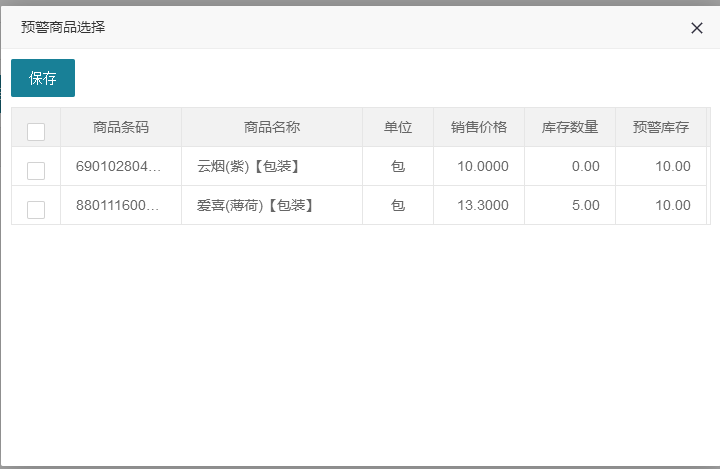 预警商品选择
保存
商品条码 商品名称 单位 销售价格 库存数量 预警库存
690102804... 云烟(紫)【包装】 包 10.0000 0.00 10.00
880111600... 爱喜(薄荷)【包装】 包 13.3000 5.00 10.00